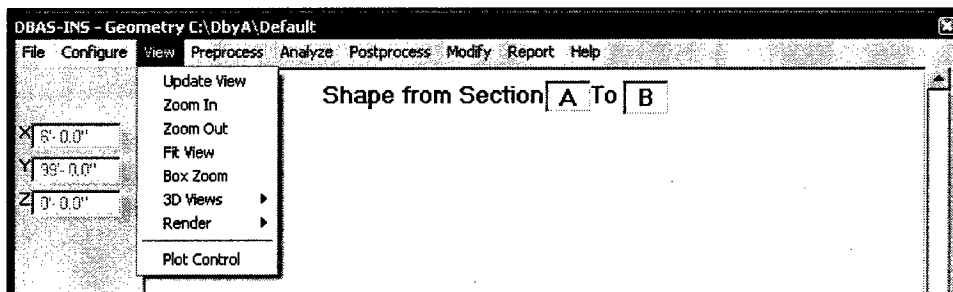 DBAS-INS - Geometry C:\DbyA\Default
File Configure View Preprocess Analyze Postprocess Modify Report Help
Update View
Shape from Section A To B
Zoom In
Zoom Out
X 6'- 0.0"
Fit View
Y 99'- 0.0"
Box Zoom
Z 0'- 0.0"
3D Views
Render
Plot Control